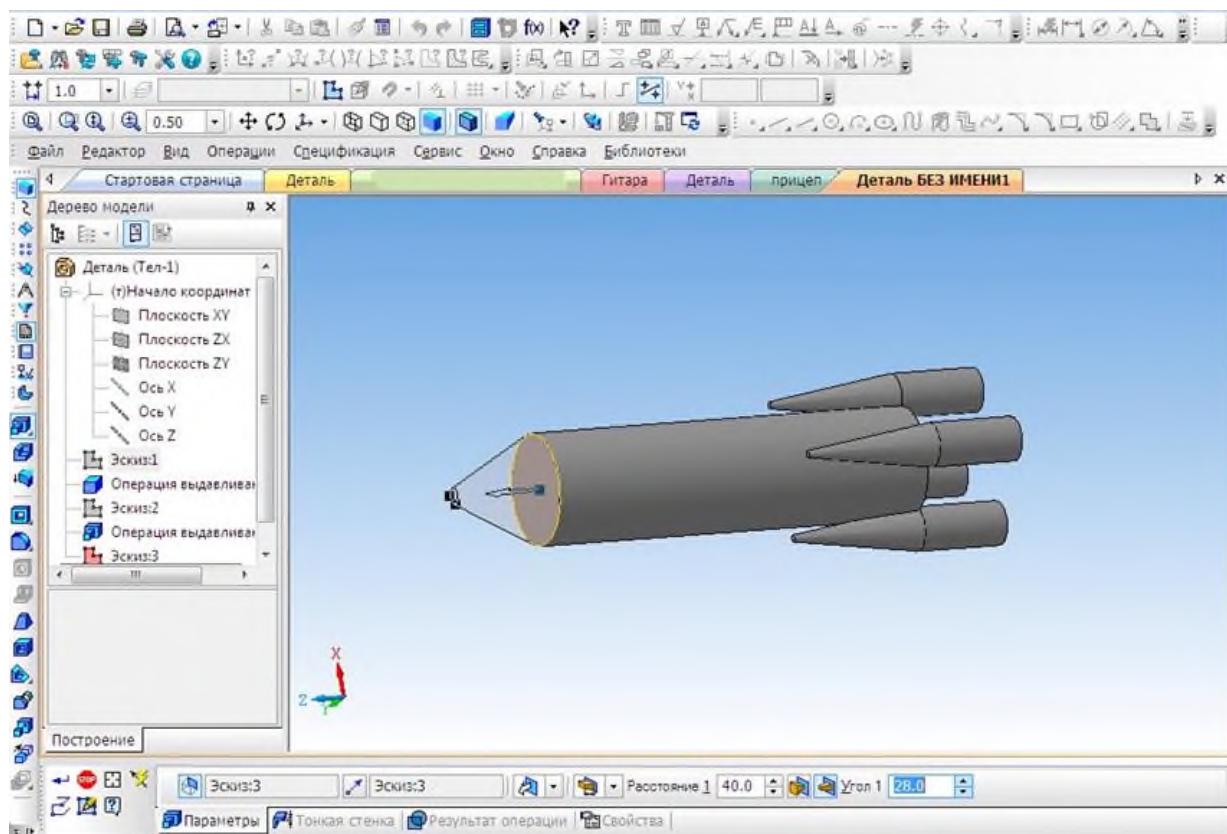 f(x)
1.0
0.50
Файл Редактор Вид Операции Спецификация Сервис Окно Справка Библиотеки
Стартовая страница Деталь Гитара Деталь прицеп Деталь БЕЗ ИМЕНИ1
Дерево модели
Деталь (Тел-1)
(т)Начало координат
Плоскость XY
Плоскость ZX
Плоскость ZY
Ось X
Ось Y
Ось Z
Эскиз:1
Операция выдавлива
Эскиз:2
Операция выдавлива
Эскиз:3
X
Z
Y
Построение
STOP Эскиз:3 Эскиз:3 Расстояние 1 40.0 Угол 1 28.0
Параметры Тонкая стенка Результат операции Свойства